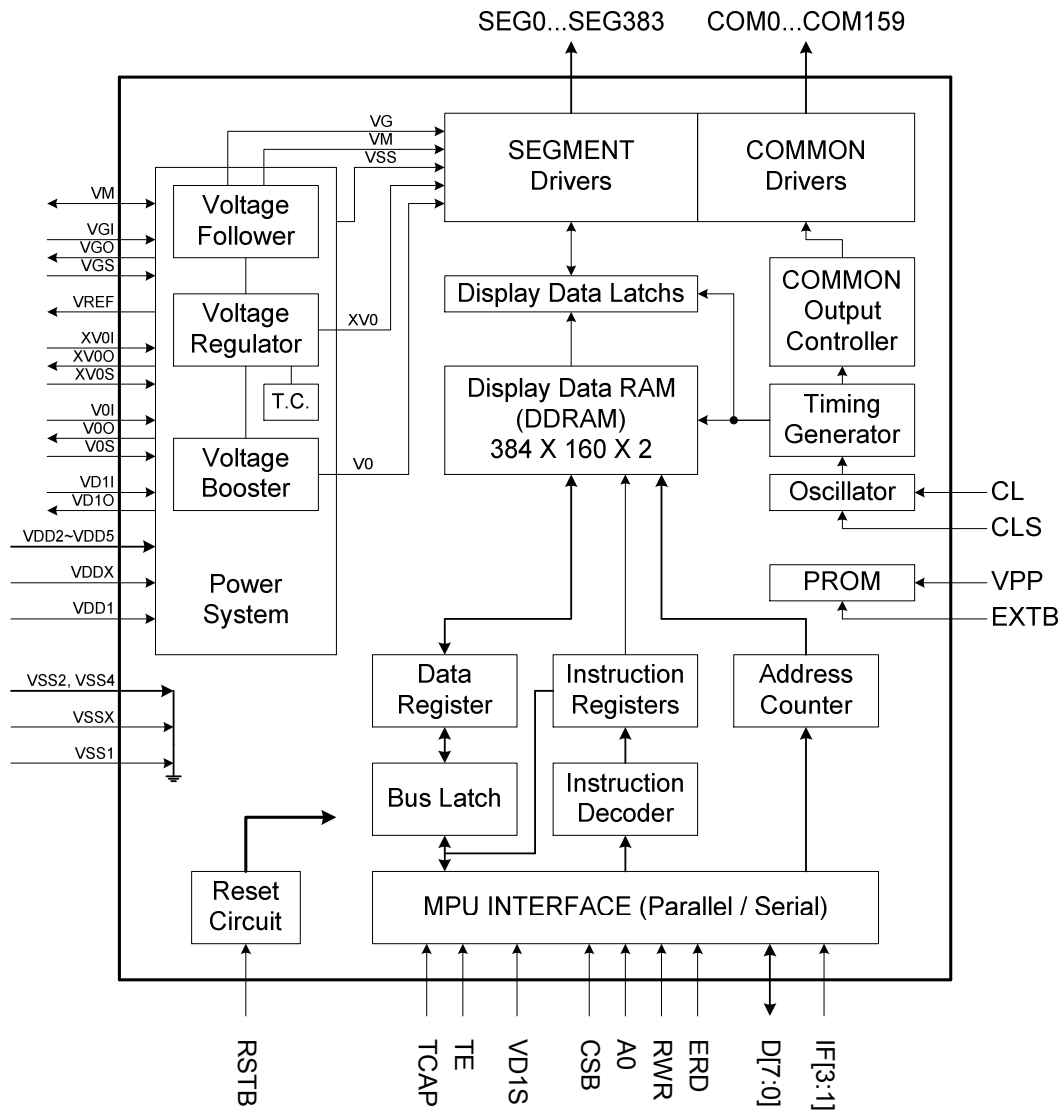 SEG0...SEG383
COM0...COM159
VG
VM
VSS
SEGMENT
Drivers
COMMON
Drivers
Voltage
Follower
VM
VGI
VGO
VGS
VREF
XV0I
XV0O
XV0S
V0I
V0O
V0S
VD1I
VD1O
VDD2~VDD5
VDDX
VDD1
VSS2, VSS4
VSSX
VSS1
Voltage
Regulator
XV0
T.C.
Voltage
Booster
V0
Power
System
Display Data Latchs
COMMON
Output
Controller
Display Data RAM
(DDRAM)
384 X 160 X 2
Timing
Generator
Oscillator
CL
CLS
PROM
VPP
EXTB
Data
Register
Instruction
Registers
Address
Counter
Bus Latch
Instruction
Decoder
Reset
Circuit
MPU INTERFACE (Parallel / Serial)
RSTB
TCAP
TE
VD1S
CSB
A0
RWR
ERD
D[7:0]
IF[3:1]